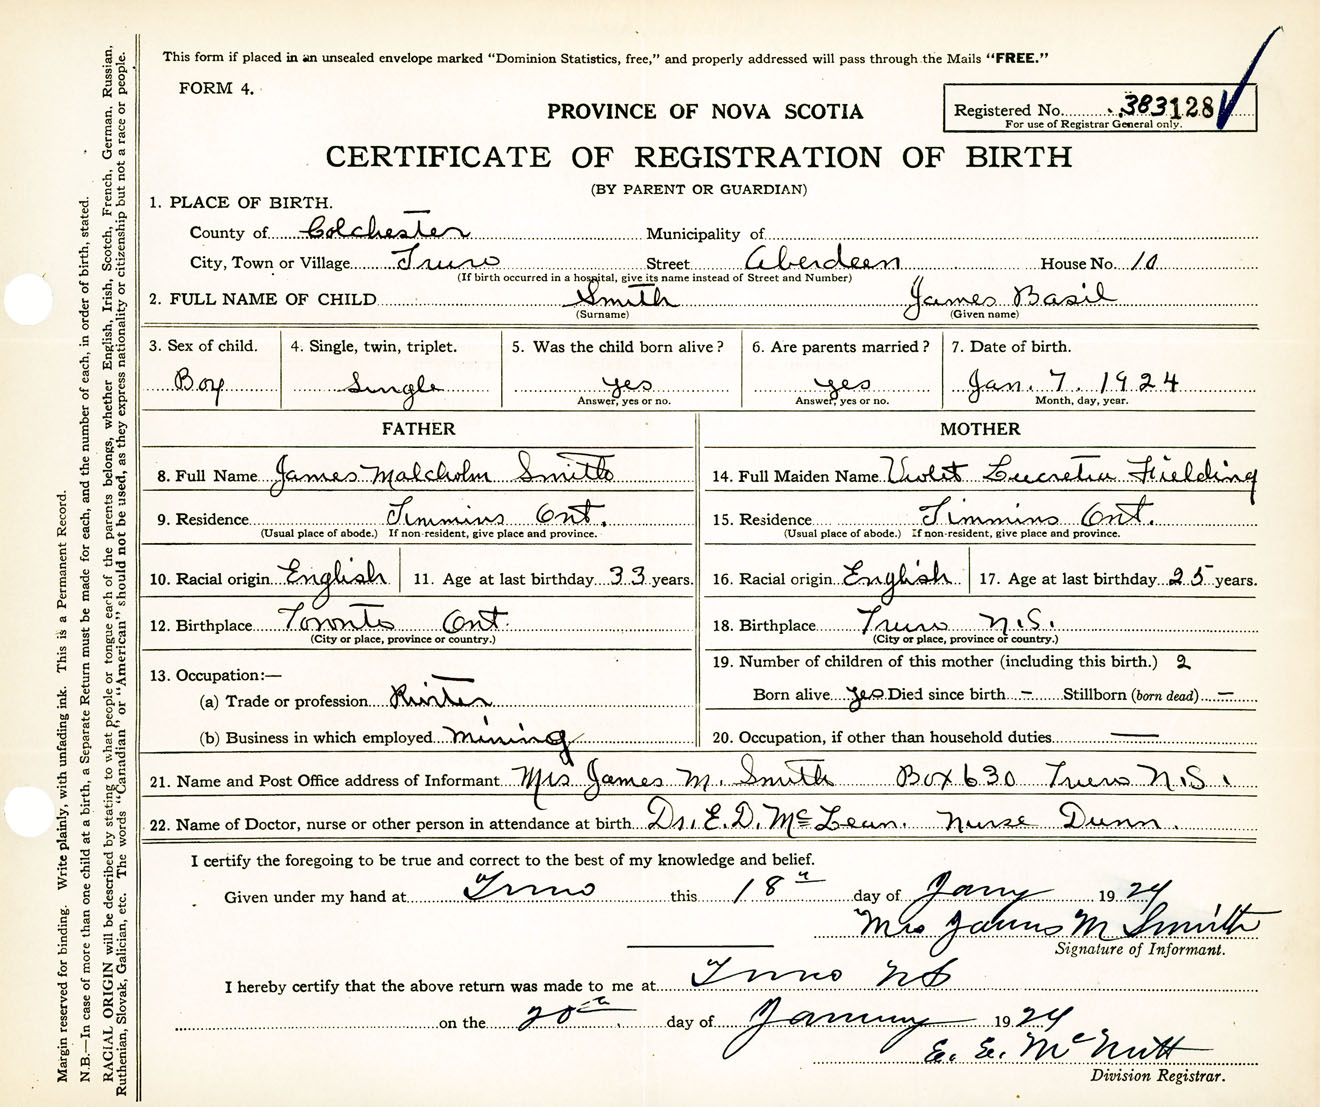 This form if placed in an unsealed envelope marked "Dominion Statistics, free," and properly addressed will pass through the Mails "FREE."
FORM 4.
PROVINCE OF NOVA SCOTIA
Registered No. 383128
For use of Registrar General only.
CERTIFICATE OF REGISTRATION OF BIRTH
(BY PARENT OR GUARDIAN)
1. PLACE OF BIRTH.
County of Colchester Municipality of
City, Town or Village Truro Street Aberdeen House No. 10
(If birth occurred in a hospital, give its name instead of Street and Number)
2. FULL NAME OF CHILD Smith James Basil
(Surname) (Given name)
3. Sex of child. 4. Single, twin, triplet. 5. Was the child born alive? 6. Are parents married? 7. Date of birth.
Boy Single yes yes Jan. 7. 1924
Answer, yes or no. Answer, yes or no. Month, day, year.
FATHER MOTHER
8. Full Name James Malcholm Smith 14. Full Maiden Name Violet Lucretia Fielding
9. Residence Timmins Ont. 15. Residence Timmins Ont.
(Usual place of abode.) If non-resident, give place and province. (Usual place of abode.) If non-resident, give place and province.
10. Racial origin English 11. Age at last birthday 33 years. 16. Racial origin English 17. Age at last birthday 25 years.
12. Birthplace Toronto Ont. 18. Birthplace Truro N.S.
(City or place, province or country.) (City or place, province or country.)
13. Occupation:— 19. Number of children of this mother (including this birth.) 2
(a) Trade or profession Born alive yes Died since birth – Stillborn (born dead) –
(b) Business in which employed mining 20. Occupation, if other than household duties —
21. Name and Post Office address of Informant Mrs James M. Smith Box 630 Truro N.S.
22. Name of Doctor, nurse or other person in attendance at birth Dr. E. D. McLean. Nurse Dunn.
I certify the foregoing to be true and correct to the best of my knowledge and belief.
Given under my hand at Truro this 18th day of Jany 1924
Mrs James M Smith
Signature of Informant.
I hereby certify that the above return was made to me at Truro NS
on the 20th day of January 1924
E. E. McNutt
Division Registrar.
Margin reserved for binding. Write plainly, with unfading ink. This is a Permanent Record.
N.B.—In case of more than one child at a birth, a Separate Return must be made for each, and the number of each, in order of birth, stated.
RACIAL ORIGIN will be described by stating to what people or tongue each of the parents belongs, whether English, Irish, Scotch, French, German, Russian,
Ruthenian, Slovak, Galician, etc. The words "Canadian" or "American" should not be used, as they express nationality or citizenship but not a race or people.